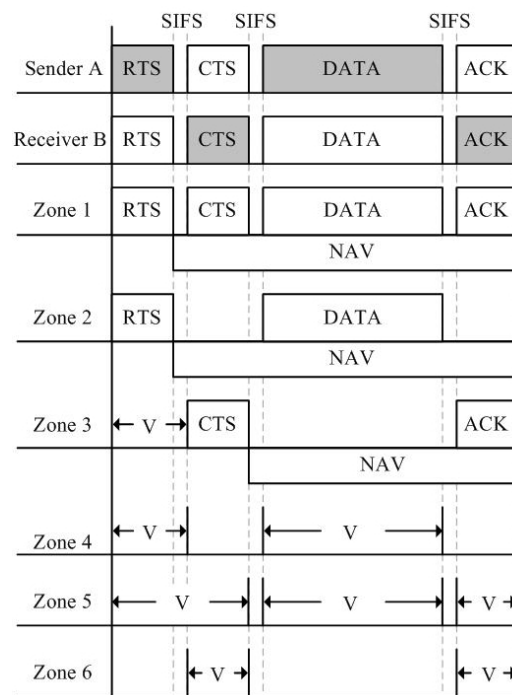 SIFS SIFS SIFS
Sender A RTS CTS DATA ACK
Receiver B RTS CTS DATA ACK
Zone 1 RTS CTS DATA ACK
NAV
Zone 2 RTS DATA
NAV
Zone 3 V CTS ACK
NAV
Zone 4 V V
Zone 5 V V V
Zone 6 V V